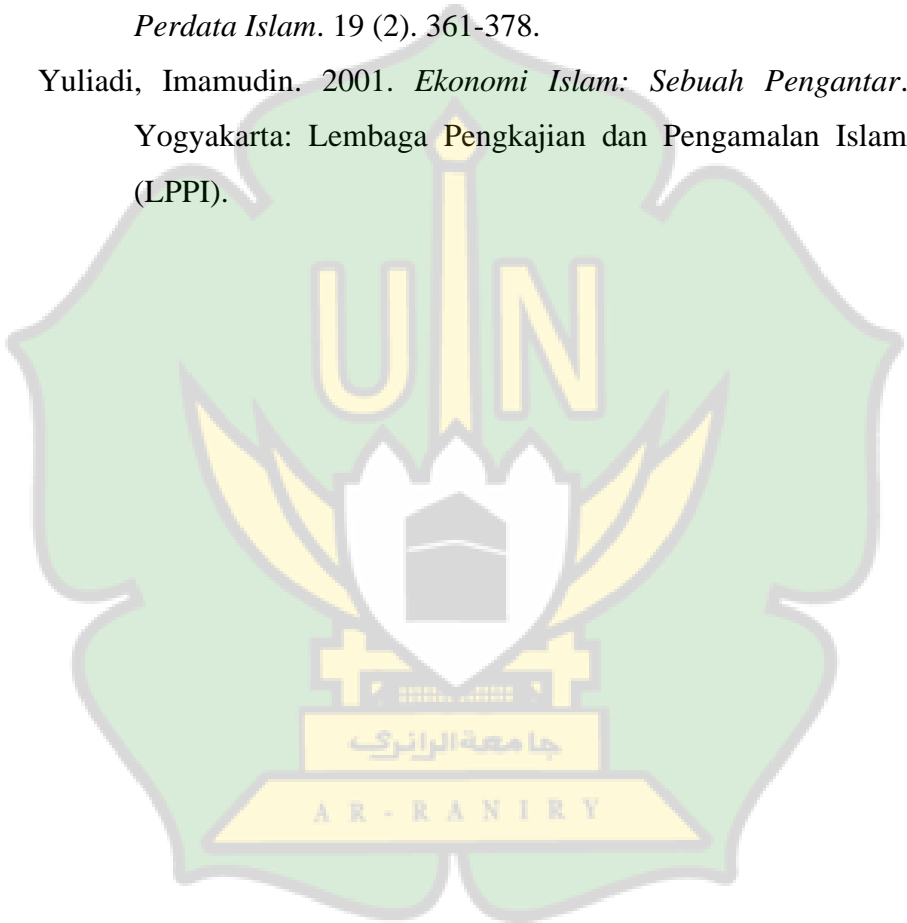 Perdata Islam. 19 (2). 361-378.
Yuliadi, Imamudin. 2001. Ekonomi Islam: Sebuah Pengantar.
Yogyakarta: Lembaga Pengkajian dan Pengamalan Islam
(LPPI).
UIN
جامعة الرانري
AR-RANIRY